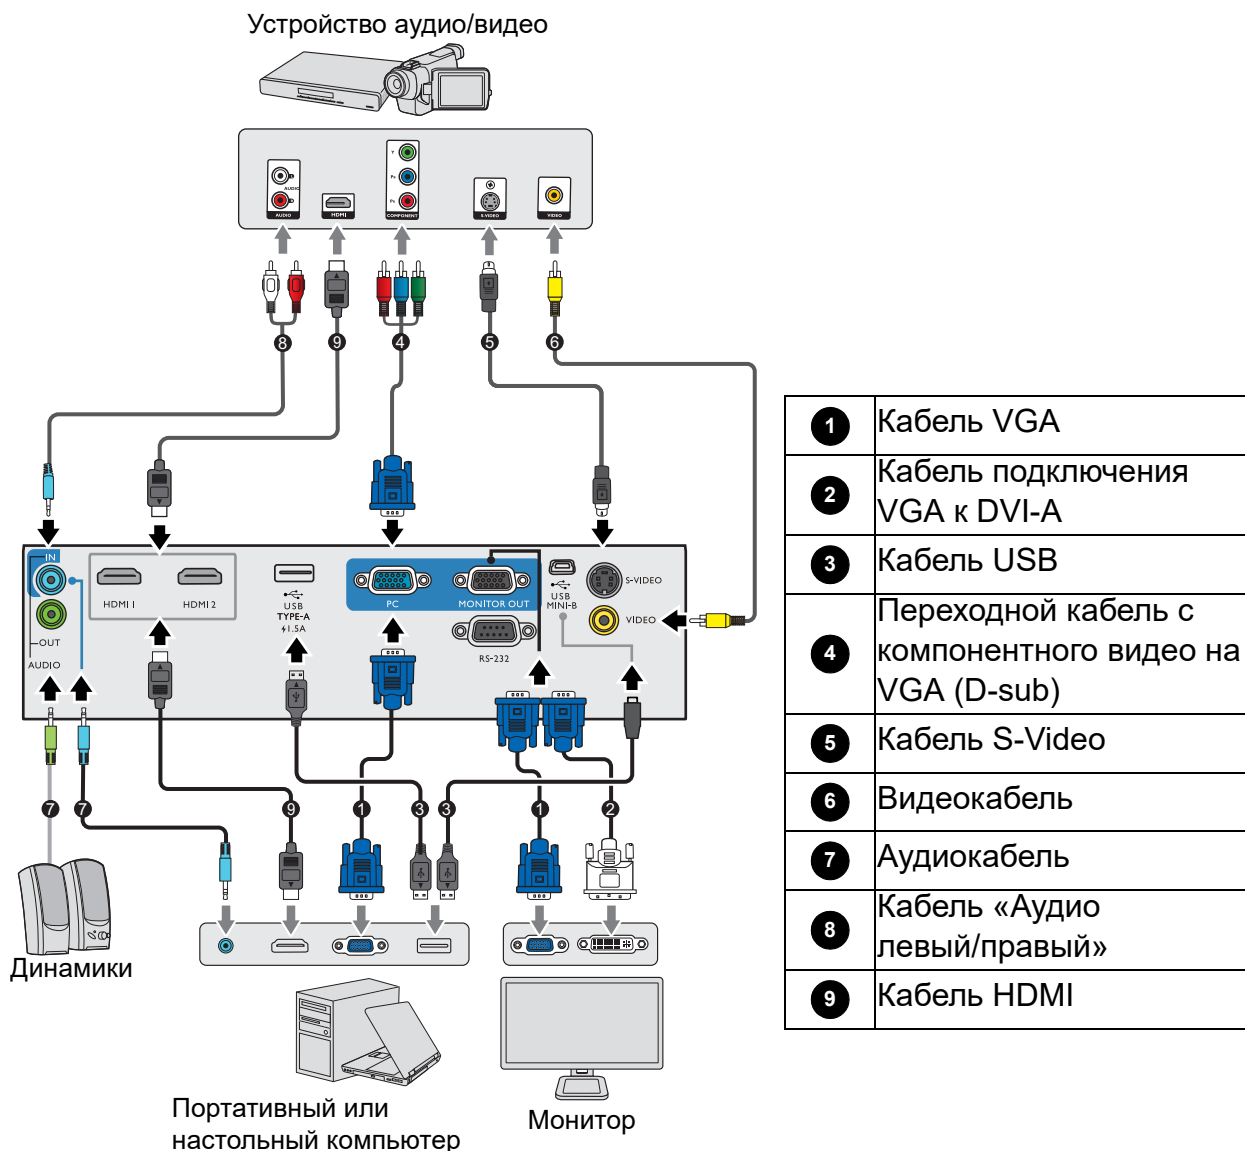 Устройство аудио/видео
AUDIO
AUDIO
HDMI
Y
PB
PR
COMPONENT
S-VIDEO
VIDEO
8
9
4
5
6
IN
OUT
AUDIO
HDMI 1
HDMI 2
USB
TYPE-A
1.5A
PC
MONITOR OUT
RS-232
USB
MINI-B
S-VIDEO
VIDEO
7
7
9
1
3
3
1
2
Динамики
Портативный или
настольный компьютер
Монитор
1
Кабель VGA
2
Кабель подключения
VGA к DVI-A
3
Кабель USB
4
Переходной кабель с
компонентного видео на
VGA (D-sub)
5
Кабель S-Video
6
Видеокабель
7
Аудиокабель
8
Кабель «Аудио
левый/правый»
9
Кабель HDMI